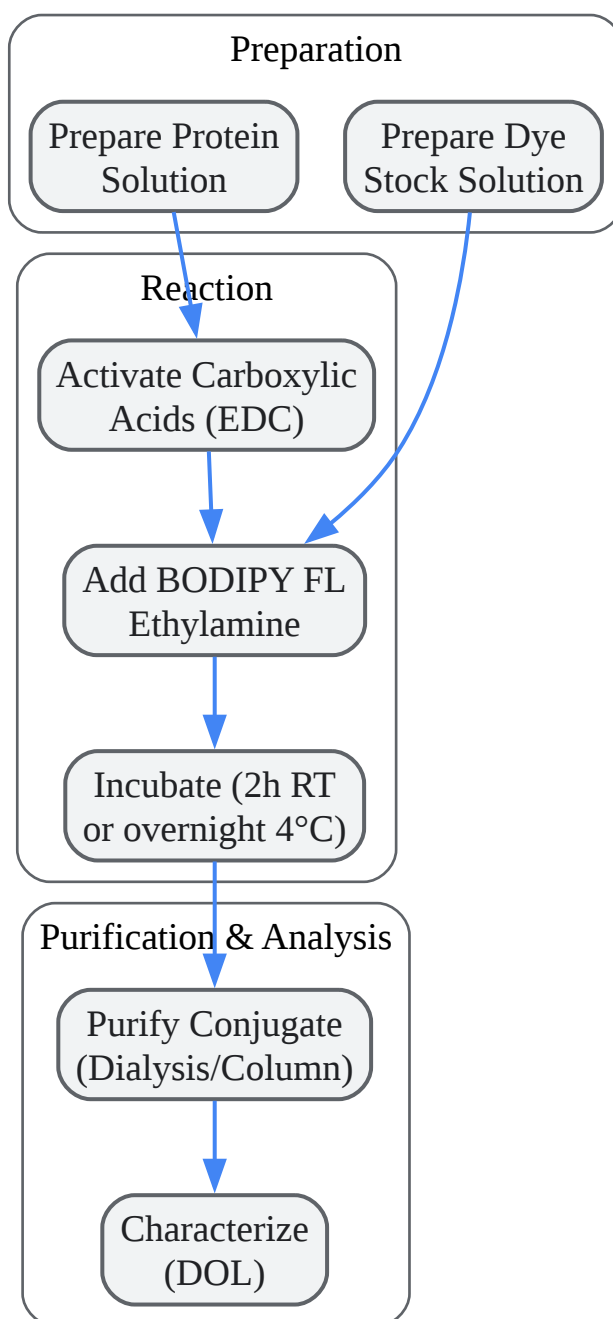 Preparation
Prepare Protein
Solution
Prepare Dye
Stock Solution
Reaction
Activate Carboxylic
Acids (EDC)
Add BODIPY FL
Ethylamine
Incubate (2h RT
or overnight 4°C)
Purification & Analysis
Purify Conjugate
(Dialysis/Column)
Characterize
(DOL)